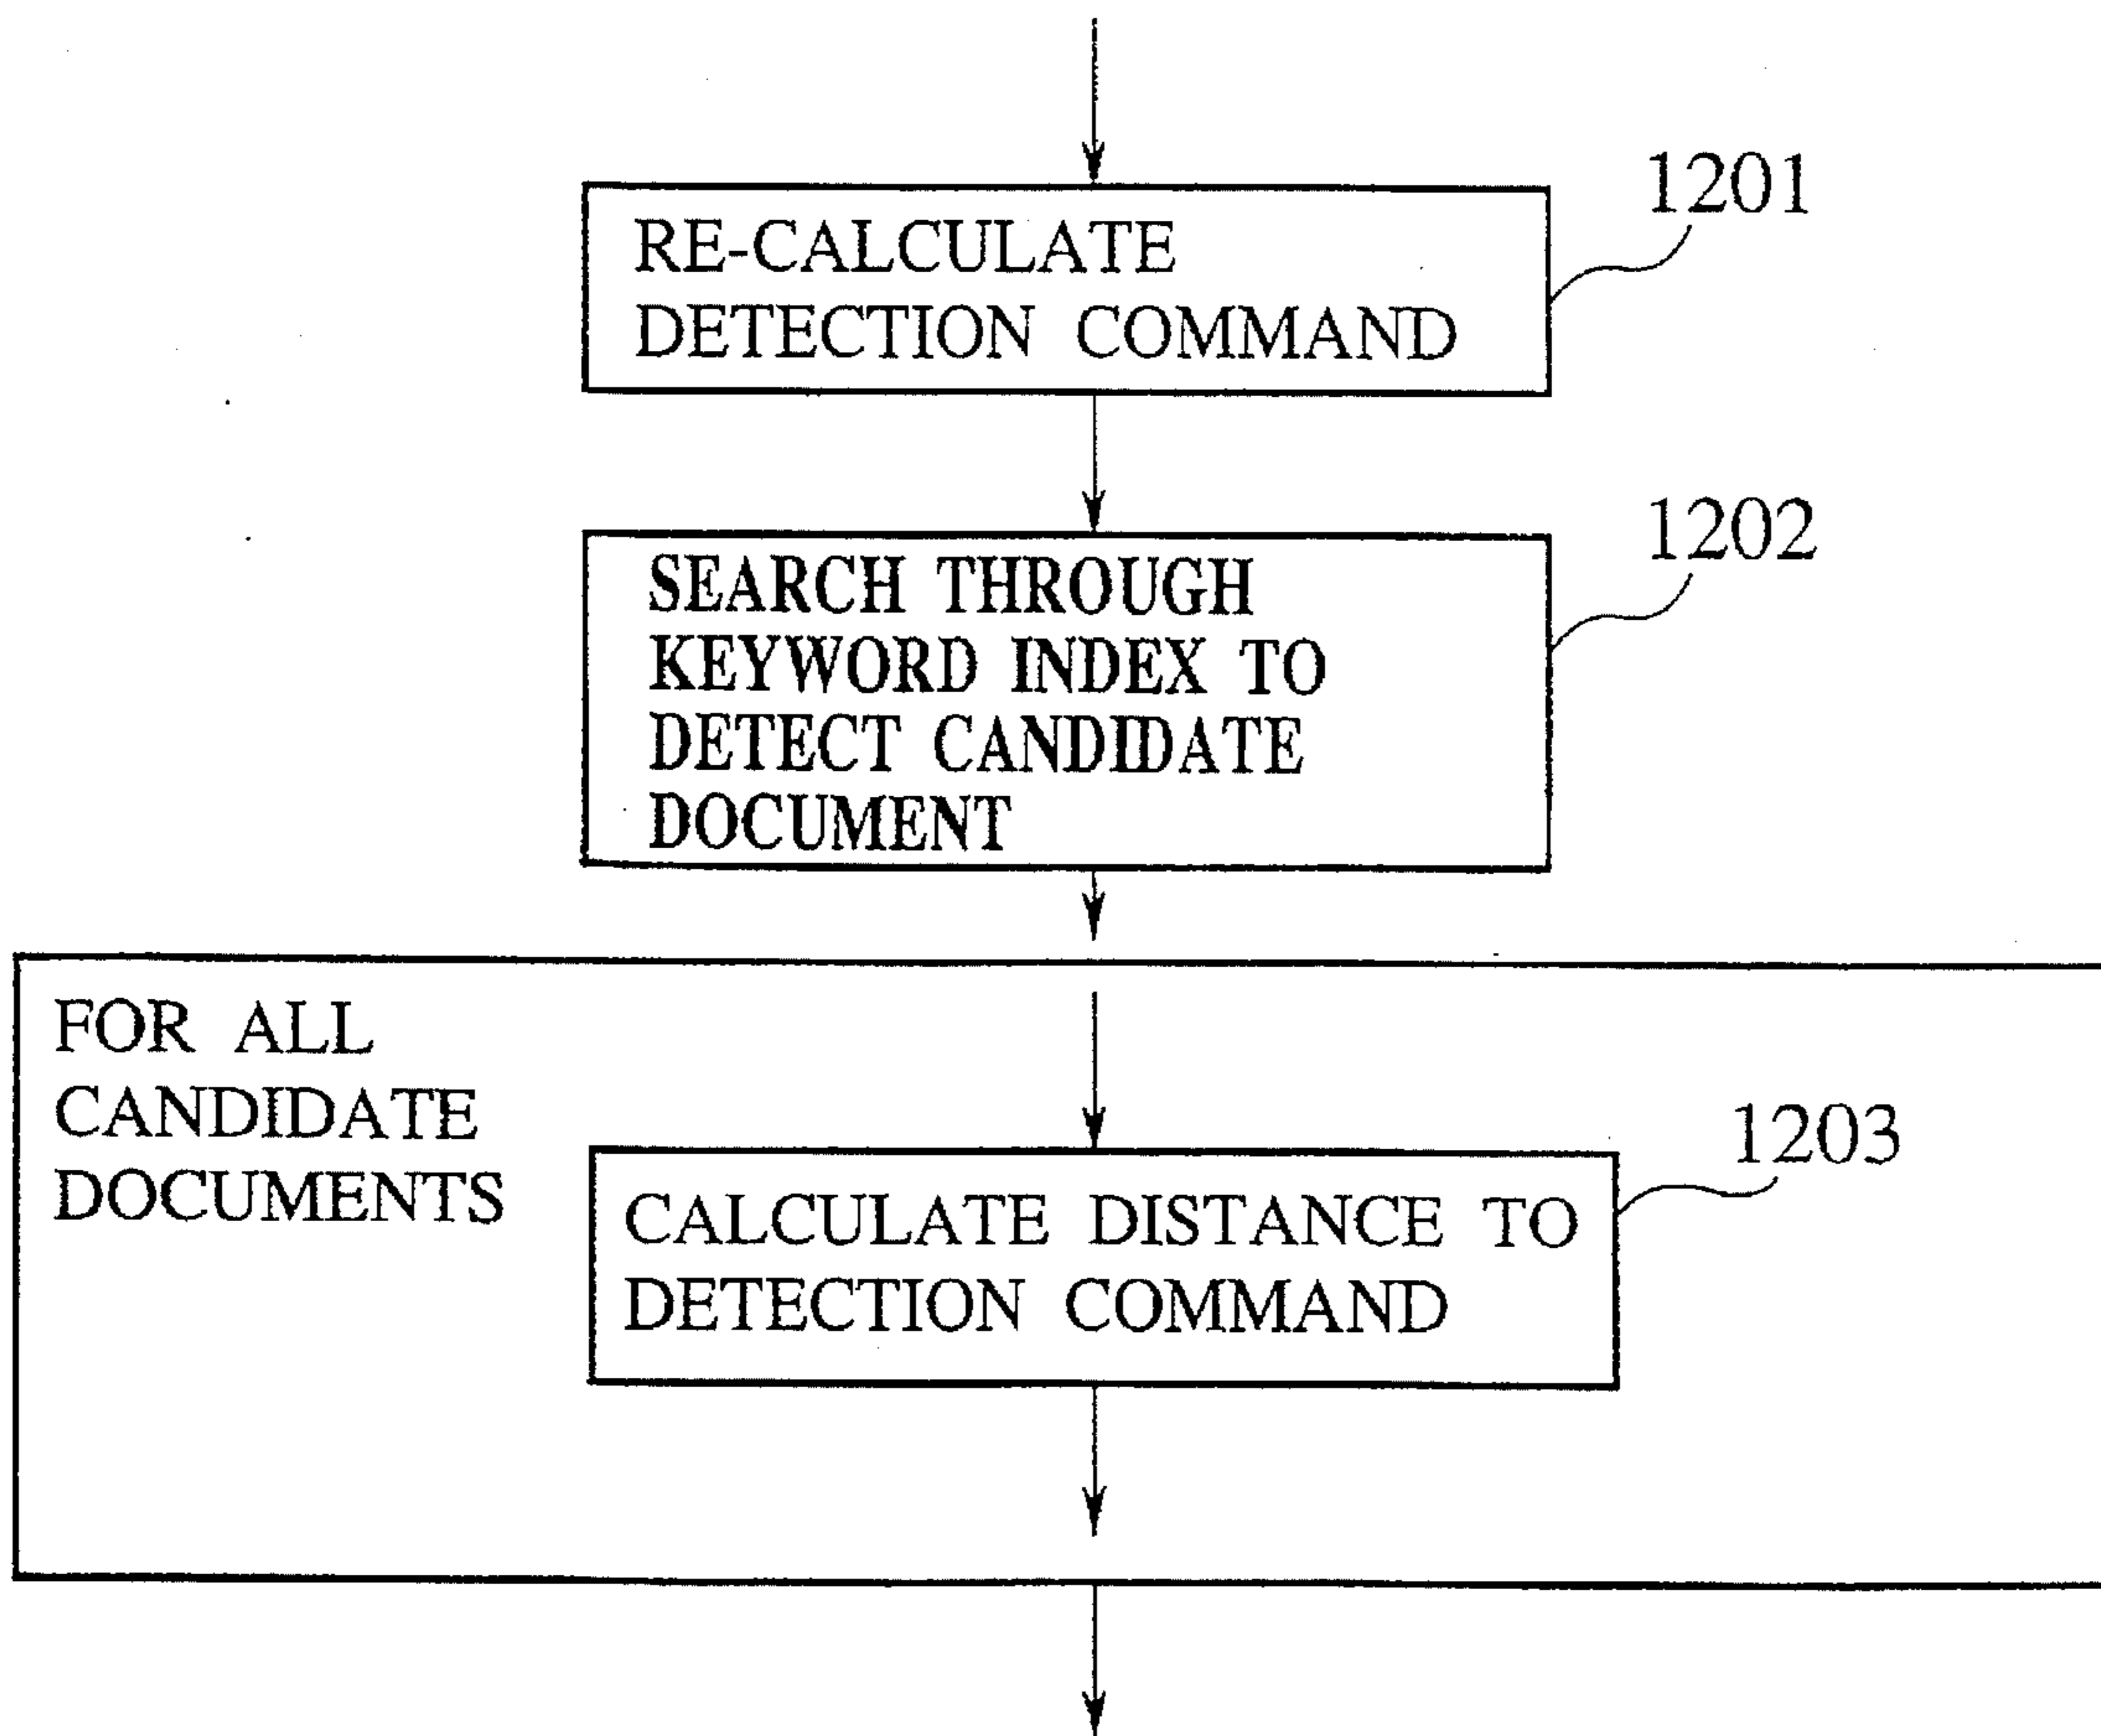 1201
RE-CALCULATE
DETECTION COMMAND
1202
SEARCH THROUGH
KEYWORD INDEX TO
DETECT CANDIDATE
DOCUMENT
FOR ALL
CANDIDATE
DOCUMENTS
1203
CALCULATE DISTANCE TO
DETECTION COMMAND